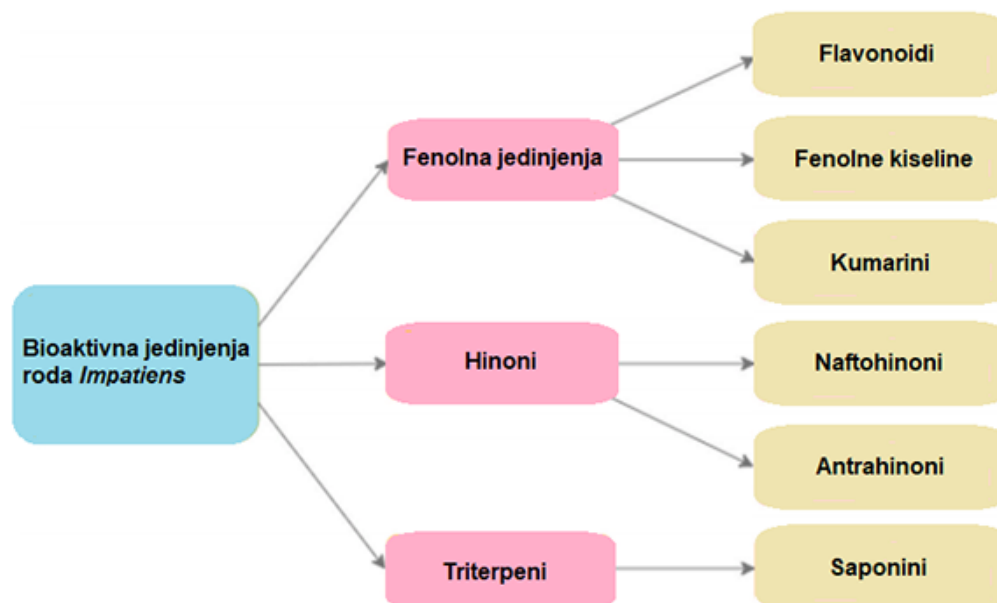 Bioaktivna jedinjenja
roda Impatiens
Fenolna jedinjenja
Hinoni
Triterpeni
Flavonoidi
Fenolne kiseline
Kumarini
Naftohinoni
Antrahinoni
Saponini